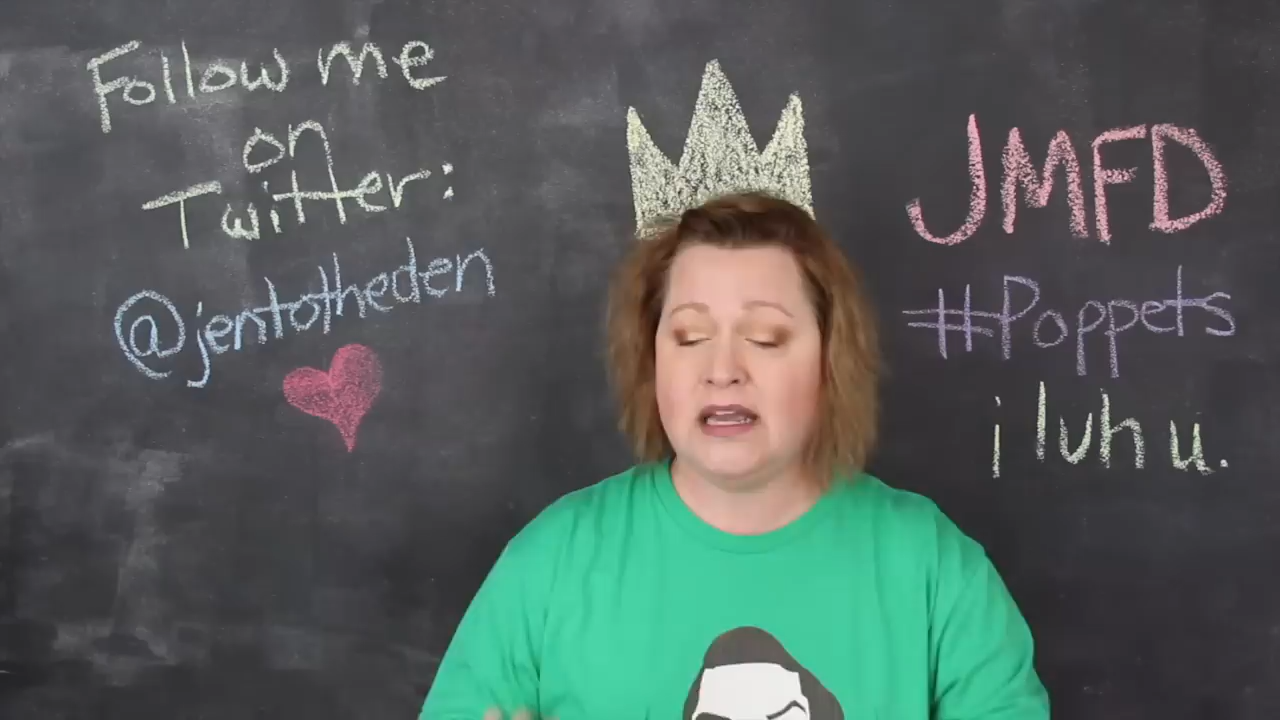 Follow me
on
Twitter:
@jentotheden
JMFD
#Poppets
i luh u.